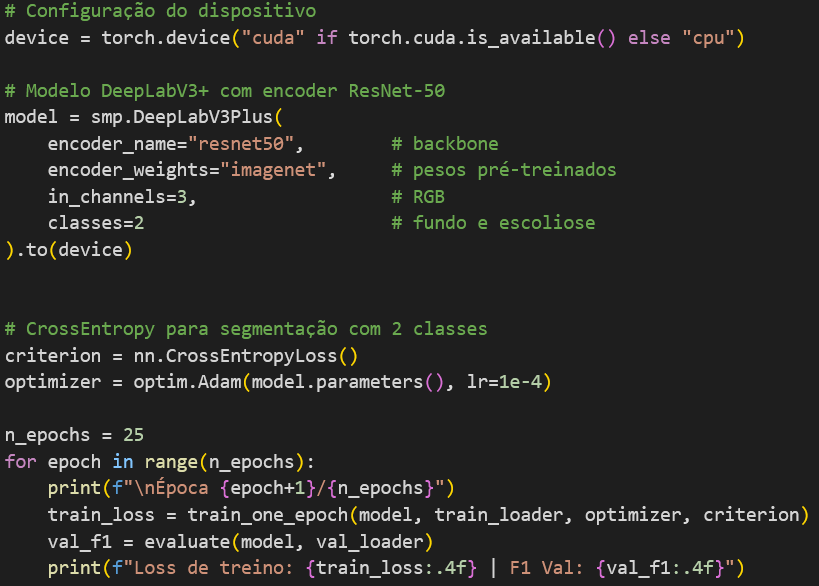 # Configuração do dispositivo
device = torch.device("cuda" if torch.cuda.is_available() else "cpu")
# Modelo DeepLabV3+ com encoder ResNet-50
model = smp.DeepLabV3Plus(
    encoder_name="resnet50",        # backbone
    encoder_weights="imagenet",     # pesos pré-treinados
    in_channels=3,                  # RGB
    classes=2                       # fundo e escoliose
).to(device)
# CrossEntropy para segmentação com 2 classes
criterion = nn.CrossEntropyLoss()
optimizer = optim.Adam(model.parameters(), lr=1e-4)
n_epochs = 25
for epoch in range(n_epochs):
    print(f"\nÉpoca {epoch+1}/{n_epochs}")
    train_loss = train_one_epoch(model, train_loader, optimizer, criterion)
    val_f1 = evaluate(model, val_loader)
    print(f"Loss de treino: {train_loss:.4f} | F1 Val: {val_f1:.4f}")